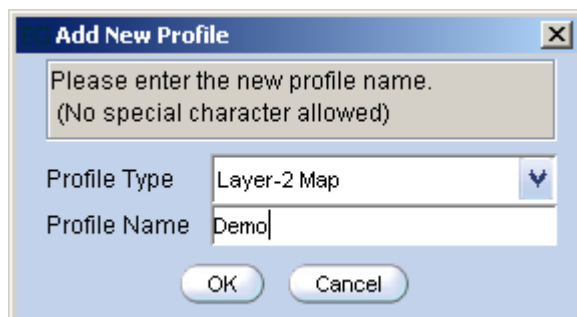 Add New Profile
Please enter the new profile name.
(No special character allowed)
Profile Type Layer-2 Map
Profile Name Demo
OK Cancel